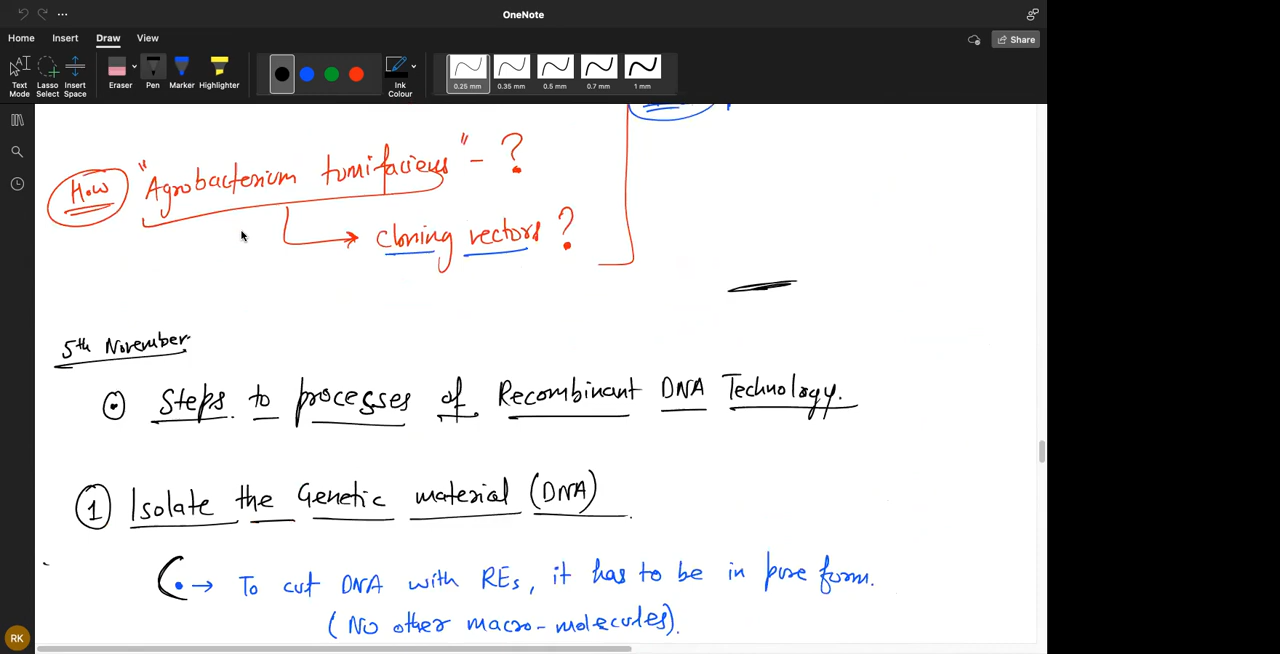 OneNote
Home Insert Draw View
Share
Text Mode Lasso Select Insert Space Eraser Pen Marker Highlighter Ink Colour 0.25 mm 0.35 mm 0.5 mm 0.7 mm 1 mm
How "Agrobacterium tumifaciens" - ?
cloning vectors ?
5th November
Steps to processes of Recombinant DNA Technology.
1 Isolate the Genetic material (DNA)
→ To cut DNA with REs, it has to be in pure form.
(No other macro-molecules).
RK